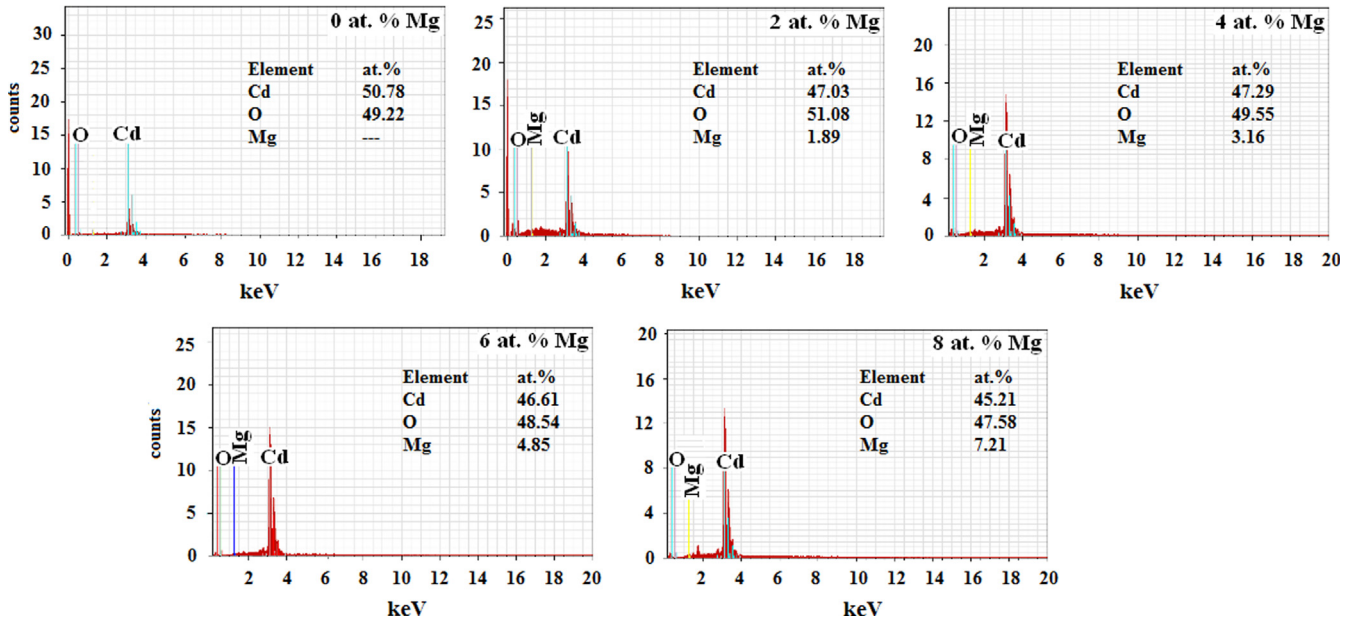 0 at. % Mg
Element at.%
Cd 50.78
O 49.22
Mg ---
O Cd
counts
30
25
20
15
10
5
0
0 2 4 6 8 10 12 14 16 18
keV
2 at. % Mg
Element at.%
Cd 47.03
O 51.08
Mg 1.89
O Mg Cd
25
20
15
10
5
0
0 2 4 6 8 10 12 14 16 18
keV
4 at. % Mg
Element at.%
Cd 47.29
O 49.55
Mg 3.16
O Mg Cd
20
16
12
8
4
0
2 4 6 8 10 12 14 16 18 20
keV
6 at. % Mg
Element at.%
Cd 46.61
O 48.54
Mg 4.85
O Mg Cd
counts
25
20
15
10
5
0
2 4 6 8 10 12 14 16 18 20
keV
8 at. % Mg
Element at.%
Cd 45.21
O 47.58
Mg 7.21
O Mg Cd
20
16
12
8
4
0
2 4 6 8 10 12 14 16 18 20
keV